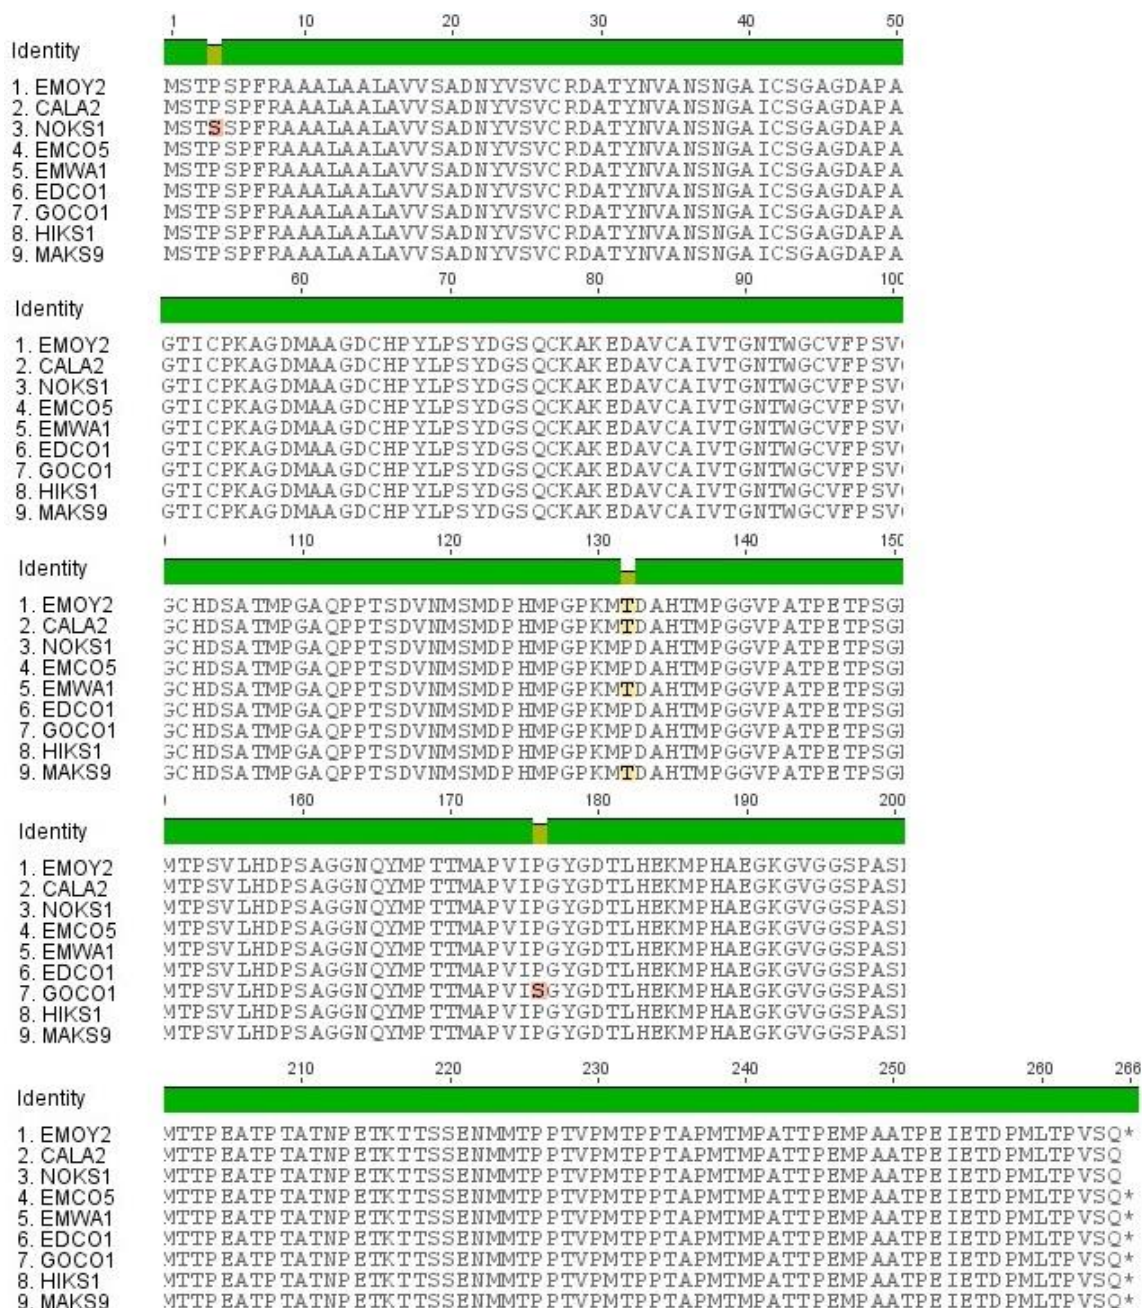 1 10 20 30 40 50
Identity
1. EMOY2 MSTPSPFRAAALAALAVVSADNYVSVCRDATYNVANSNGAICSGAGDAPA
2. CALA2 MSTPSPFRAAALAALAVVSADNYVSVCRDATYNVANSNGAICSGAGDAPA
3. NOKS1 MSTSSPFRAAALAALAVVSADNYVSVCRDATYNVANSNGAICSGAGDAPA
4. EMCO5 MSTPSPFRAAALAALAVVSADNYVSVCRDATYNVANSNGAICSGAGDAPA
5. EMWA1 MSTPSPFRAAALAALAVVSADNYVSVCRDATYNVANSNGAICSGAGDAPA
6. EDCO1 MSTPSPFRAAALAALAVVSADNYVSVCRDATYNVANSNGAICSGAGDAPA
7. GOCO1 MSTPSPFRAAALAALAVVSADNYVSVCRDATYNVANSNGAICSGAGDAPA
8. HIKS1 MSTPSPFRAAALAALAVVSADNYVSVCRDATYNVANSNGAICSGAGDAPA
9. MAKS9 MSTPSPFRAAALAALAVVSADNYVSVCRDATYNVANSNGAICSGAGDAPA
60 70 80 90 100
Identity
1. EMOY2 GTICPKAGDMAAGDCHPYLPSYDGSQCKAKEDAVCAIVTGNTWGCVFPSV
2. CALA2 GTICPKAGDMAAGDCHPYLPSYDGSQCKAKEDAVCAIVTGNTWGCVFPSV
3. NOKS1 GTICPKAGDMAAGDCHPYLPSYDGSQCKAKEDAVCAIVTGNTWGCVFPSV
4. EMCO5 GTICPKAGDMAAGDCHPYLPSYDGSQCKAKEDAVCAIVTGNTWGCVFPSV
5. EMWA1 GTICPKAGDMAAGDCHPYLPSYDGSQCKAKEDAVCAIVTGNTWGCVFPSV
6. EDCO1 GTICPKAGDMAAGDCHPYLPSYDGSQCKAKEDAVCAIVTGNTWGCVFPSV
7. GOCO1 GTICPKAGDMAAGDCHPYLPSYDGSQCKAKEDAVCAIVTGNTWGCVFPSV
8. HIKS1 GTICPKAGDMAAGDCHPYLPSYDGSQCKAKEDAVCAIVTGNTWGCVFPSV
9. MAKS9 GTICPKAGDMAAGDCHPYLPSYDGSQCKAKEDAVCAIVTGNTWGCVFPSV
110 120 130 140 150
Identity
1. EMOY2 GCHDSATMPGAQPPTSDVNMSMDPHMPGPKMTDAHTMPGGVPATPETPSG
2. CALA2 GCHDSATMPGAQPPTSDVNMSMDPHMPGPKMTDAHTMPGGVPATPETPSG
3. NOKS1 GCHDSATMPGAQPPTSDVNMSMDPHMPGPKMPDAHTMPGGVPATPETPSG
4. EMCO5 GCHDSATMPGAQPPTSDVNMSMDPHMPGPKMPDAHTMPGGVPATPETPSG
5. EMWA1 GCHDSATMPGAQPPTSDVNMSMDPHMPGPKMTDAHTMPGGVPATPETPSG
6. EDCO1 GCHDSATMPGAQPPTSDVNMSMDPHMPGPKMPDAHTMPGGVPATPETPSG
7. GOCO1 GCHDSATMPGAQPPTSDVNMSMDPHMPGPKMPDAHTMPGGVPATPETPSG
8. HIKS1 GCHDSATMPGAQPPTSDVNMSMDPHMPGPKMPDAHTMPGGVPATPETPSG
9. MAKS9 GCHDSATMPGAQPPTSDVNMSMDPHMPGPKMTDAHTMPGGVPATPETPSG
160 170 180 190 200
Identity
1. EMOY2 MTPSVLHDPSAGGNQYMPTTMAPVIPGYGDTLHEKMPHAEGKGVGGSPAS
2. CALA2 MTPSVLHDPSAGGNQYMPTTMAPVIPGYGDTLHEKMPHAEGKGVGGSPAS
3. NOKS1 MTPSVLHDPSAGGNQYMPTTMAPVIPGYGDTLHEKMPHAEGKGVGGSPAS
4. EMCO5 MTPSVLHDPSAGGNQYMPTTMAPVIPGYGDTLHEKMPHAEGKGVGGSPAS
5. EMWA1 MTPSVLHDPSAGGNQYMPTTMAPVIPGYGDTLHEKMPHAEGKGVGGSPAS
6. EDCO1 MTPSVLHDPSAGGNQYMPTTMAPVIPGYGDTLHEKMPHAEGKGVGGSPAS
7. GOCO1 MTPSVLHDPSAGGNQYMPTTMAPVISGYGDTLHEKMPHAEGKGVGGSPAS
8. HIKS1 MTPSVLHDPSAGGNQYMPTTMAPVIPGYGDTLHEKMPHAEGKGVGGSPAS
9. MAKS9 MTPSVLHDPSAGGNQYMPTTMAPVIPGYGDTLHEKMPHAEGKGVGGSPAS
210 220 230 240 250 260 266
Identity
1. EMOY2 MTTPEATPTATNPETKTTSSENMMTPPTVPMTPPTAPMTMPATTPEMPAATPEIETDPMLTPVSQ*
2. CALA2 MTTPEATPTATNPETKTTSSENMMTPPTVPMTPPTAPMTMPATTPEMPAATPEIETDPMLTPVSQ
3. NOKS1 MTTPEATPTATNPETKTTSSENMMTPPTVPMTPPTAPMTMPATTPEMPAATPEIETDPMLTPVSQ
4. EMCO5 MTTPEATPTATNPETKTTSSENMMTPPTVPMTPPTAPMTMPATTPEMPAATPEIETDPMLTPVSQ*
5. EMWA1 MTTPEATPTATNPETKTTSSENMMTPPTVPMTPPTAPMTMPATTPEMPAATPEIETDPMLTPVSQ*
6. EDCO1 MTTPEATPTATNPETKTTSSENMMTPPTVPMTPPTAPMTMPATTPEMPAATPEIETDPMLTPVSQ*
7. GOCO1 MTTPEATPTATNPETKTTSSENMMTPPTVPMTPPTAPMTMPATTPEMPAATPEIETDPMLTPVSQ*
8. HIKS1 MTTPEATPTATNPETKTTSSENMMTPPTVPMTPPTAPMTMPATTPEMPAATPEIETDPMLTPVSQ*
9. MAKS9 MTTPEATPTATNPETKTTSSENMMTPPTVPMTPPTAPMTMPATTPEMPAATPEIETDPMLTPVSQ*